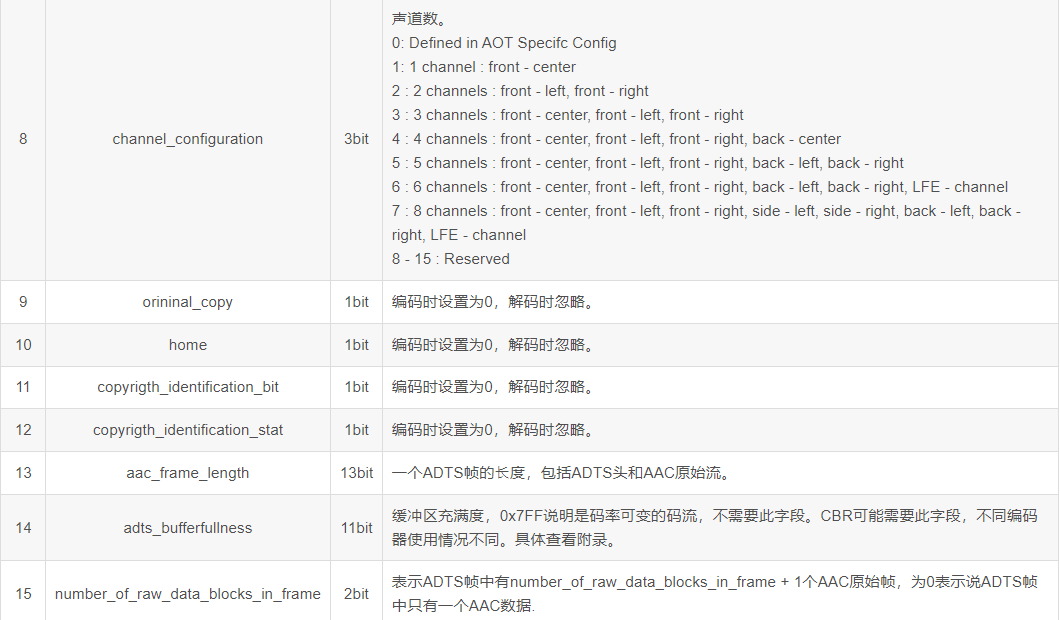 声道数。
0: Defined in AOT Specifc Config
1: 1 channel : front - center
2 : 2 channels : front - left, front - right
3 : 3 channels : front - center, front - left, front - right
8 channel_configuration 3bit 4 : 4 channels : front - center, front - left, front - right, back - center
5 : 5 channels : front - center, front - left, front - right, back - left, back - right
6 : 6 channels : front - center, front - left, front - right, back - left, back - right, LFE - channel
7 : 8 channels : front - center, front - left, front - right, side - left, side - right, back - left, back -
right, LFE - channel
8 - 15 : Reserved
9 orininal_copy 1bit 编码时设置为0，解码时忽略。
10 home 1bit 编码时设置为0，解码时忽略。
11 copyrigth_identification_bit 1bit 编码时设置为0，解码时忽略。
12 copyrigth_identification_stat 1bit 编码时设置为0，解码时忽略。
13 aac_frame_length 13bit 一个ADTS帧的长度，包括ADTS头和AAC原始流。
14 adts_bufferfullness 11bit 缓冲区充满度，0x7FF说明是码率可变的码流，不需要此字段。CBR可能需要此字段，不同编码
器使用情况不同。具体查看附录。
15 number_of_raw_data_blocks_in_frame 2bit 表示ADTS帧中有number_of_raw_data_blocks_in_frame + 1个AAC原始帧，为0表示说ADTS帧
中只有一个AAC数据.